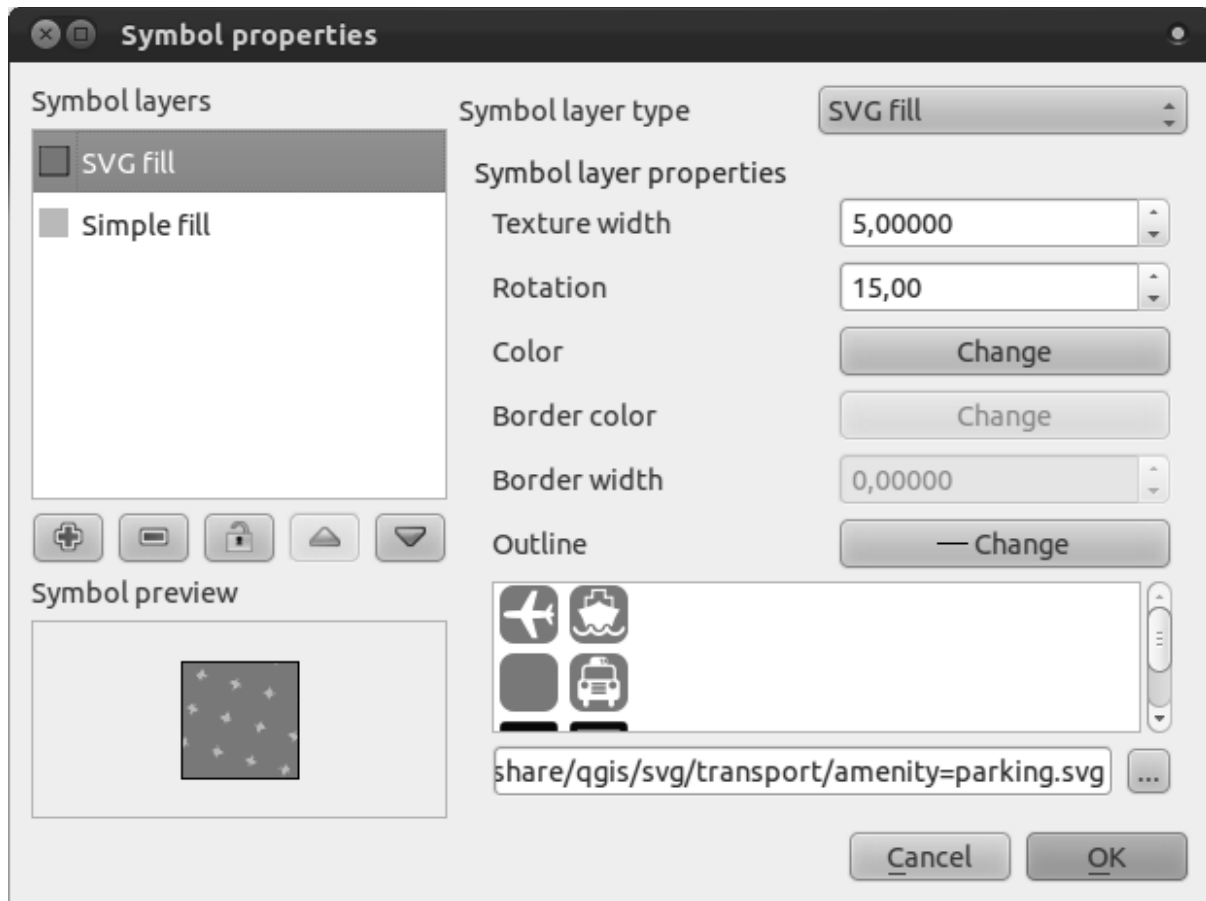 Symbol properties
Symbol layers
SVG fill
Simple fill
Symbol preview
Symbol layer type
SVG fill
Symbol layer properties
Texture width
5,00000
Rotation
15,00
Color
Change
Border color
Change
Border width
0,00000
Outline
Change
share/qgis/svg/transport/amenity=parking.svg
...
Cancel
OK